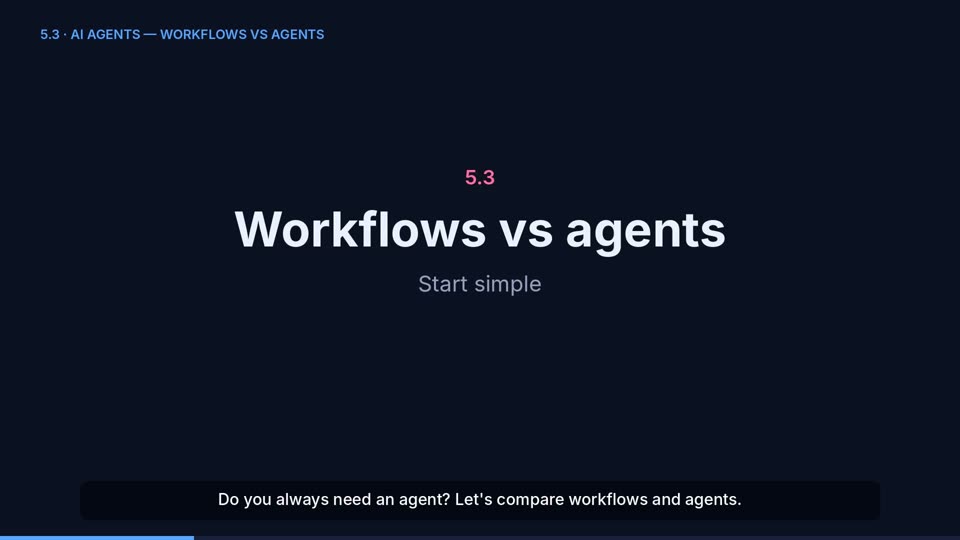 5.3 · AI AGENTS — WORKFLOWS VS AGENTS
5.3
Workflows vs agents
Start simple
Do you always need an agent? Let's compare workflows and agents.